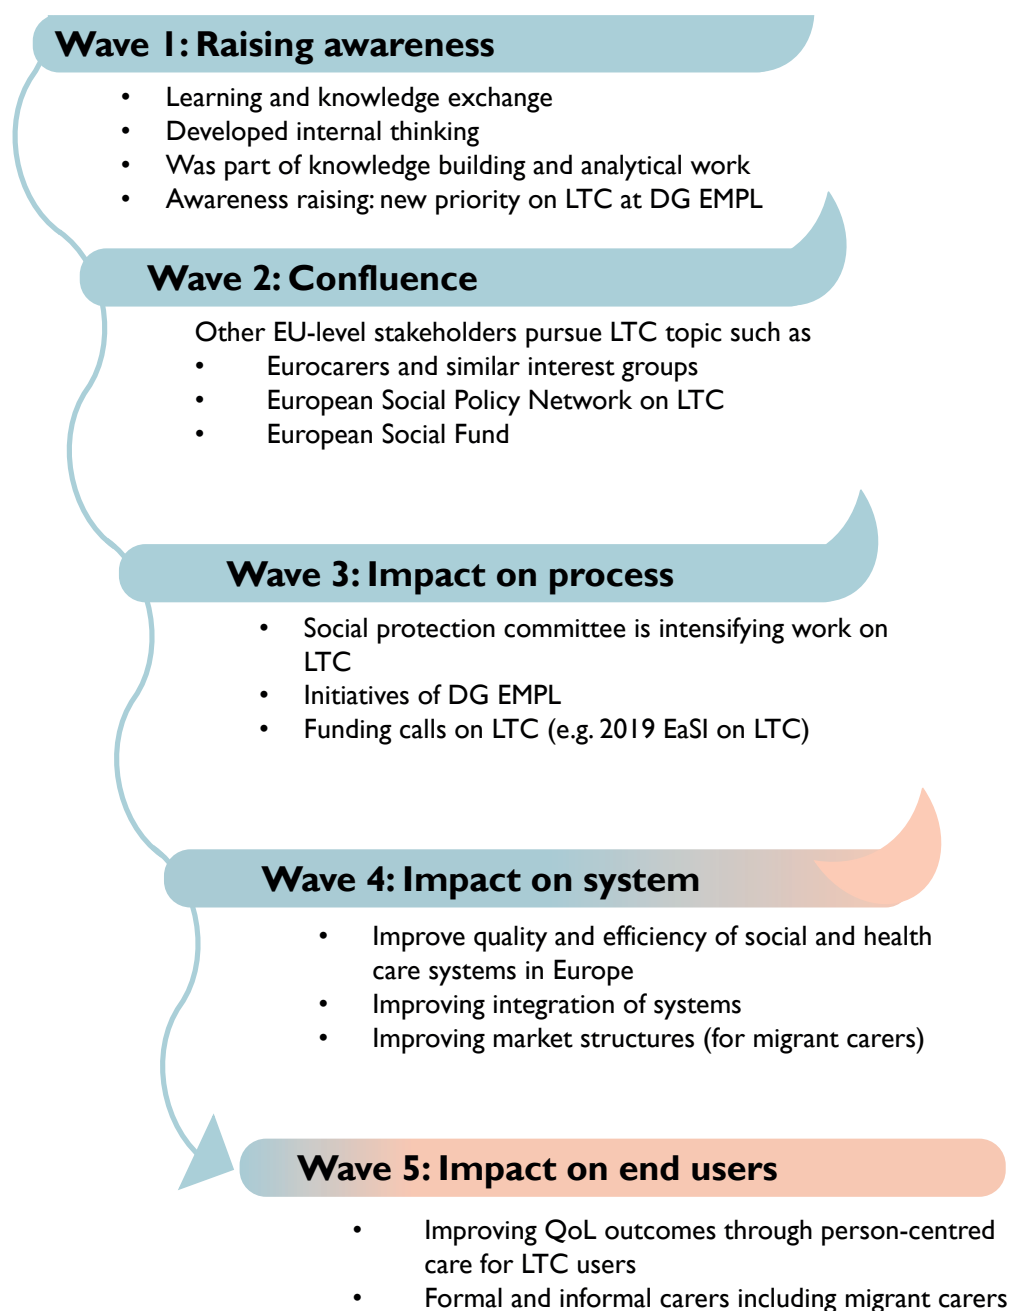 Wave 1: Raising awareness
• Learning and knowledge exchange
• Developed internal thinking
• Was part of knowledge building and analytical work
• Awareness raising: new priority on LTC at DG EMPL
Wave 2: Confluence
Other EU-level stakeholders pursue LTC topic such as
• Eurocarers and similar interest groups
• European Social Policy Network on LTC
• European Social Fund
Wave 3: Impact on process
• Social protection committee is intensifying work on
LTC
• Initiatives of DG EMPL
• Funding calls on LTC (e.g. 2019 EaSI on LTC)
Wave 4: Impact on system
• Improve quality and efficiency of social and health
care systems in Europe
• Improving integration of systems
• Improving market structures (for migrant carers)
Wave 5: Impact on end users
• Improving QoL outcomes through person-centred
care for LTC users
• Formal and informal carers including migrant carers